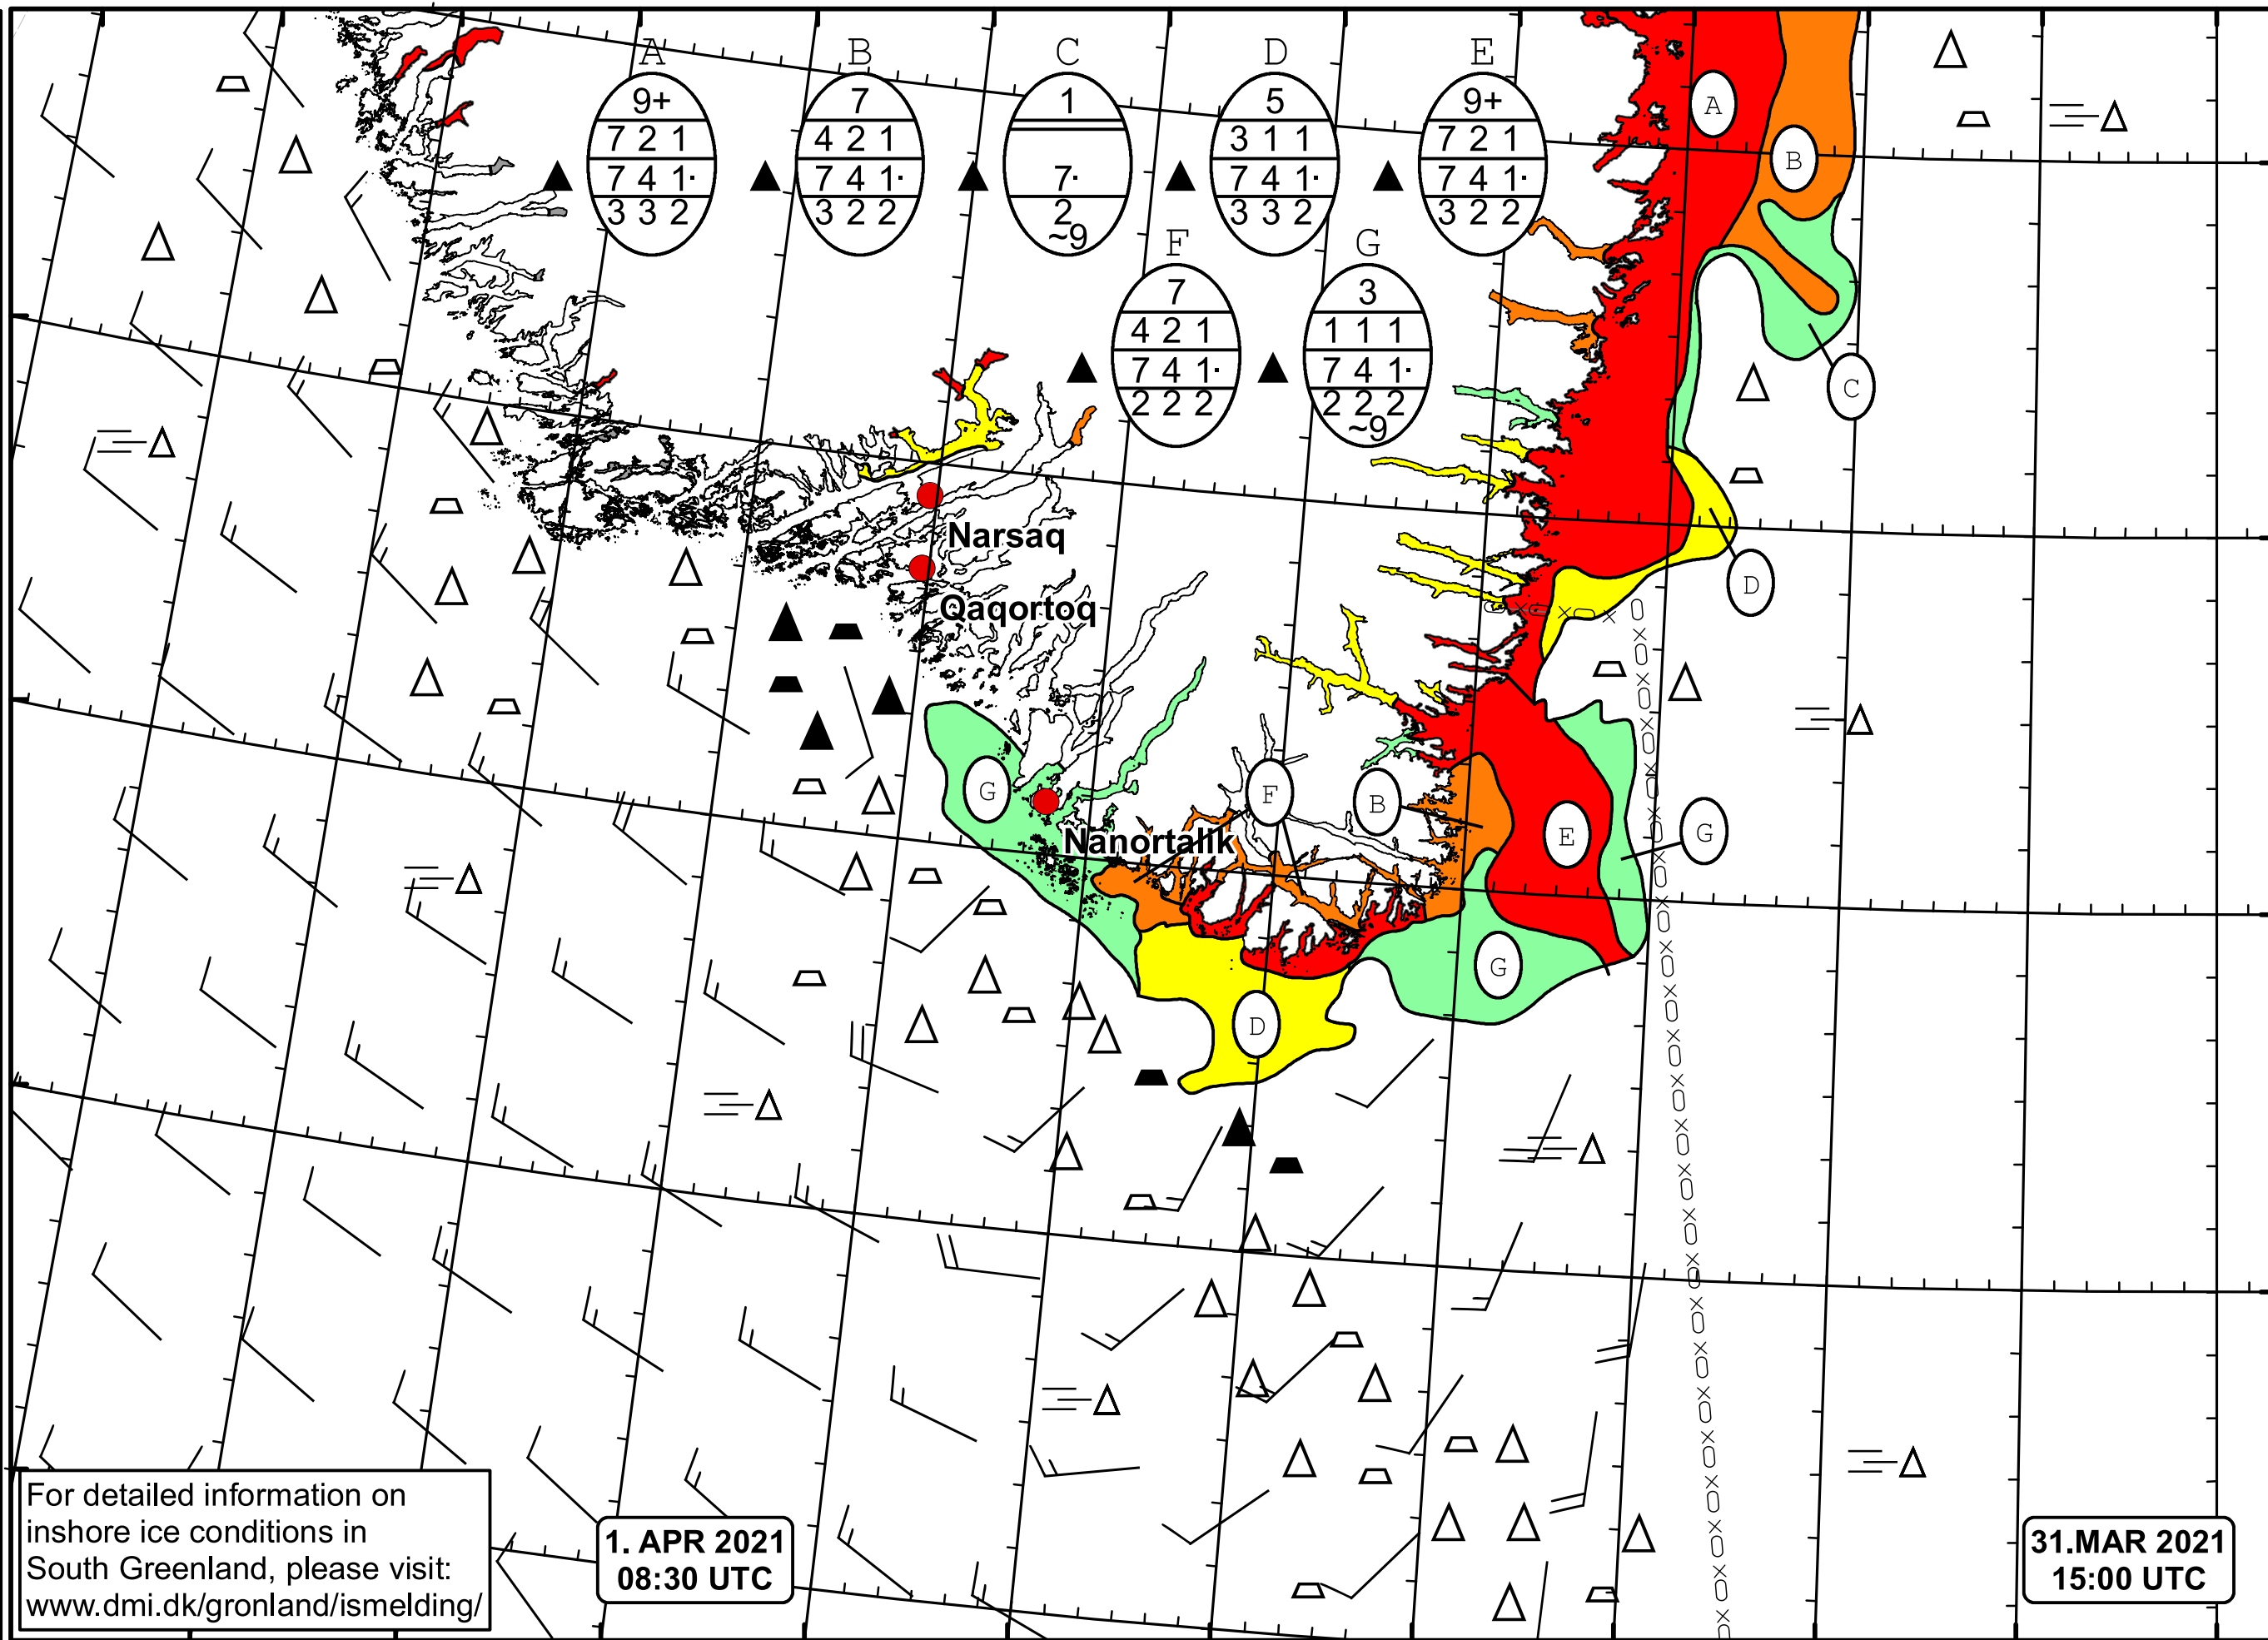 A B C D E
9+ 7 1 5 9+
7 2 1 4 2 1 3 1 1 7 2 1
7 4 1· 7 4 1· 7· 7 4 1· 7 4 1·
3 3 2 3 2 2 2 3 3 2 3 2 2
~9
F G
7 3
4 2 1 1 1 1
7 4 1· 7 4 1·
2 2 2 2 2 2
~9
A
B
C
Narsaq
D
Qaqortoq
G
F
B
E
G
Nanortalik
G
D
For detailed information on
inshore ice conditions in
South Greenland, please visit:
www.dmi.dk/gronland/ismelding/
1. APR 2021
08:30 UTC
31.MAR 2021
15:00 UTC